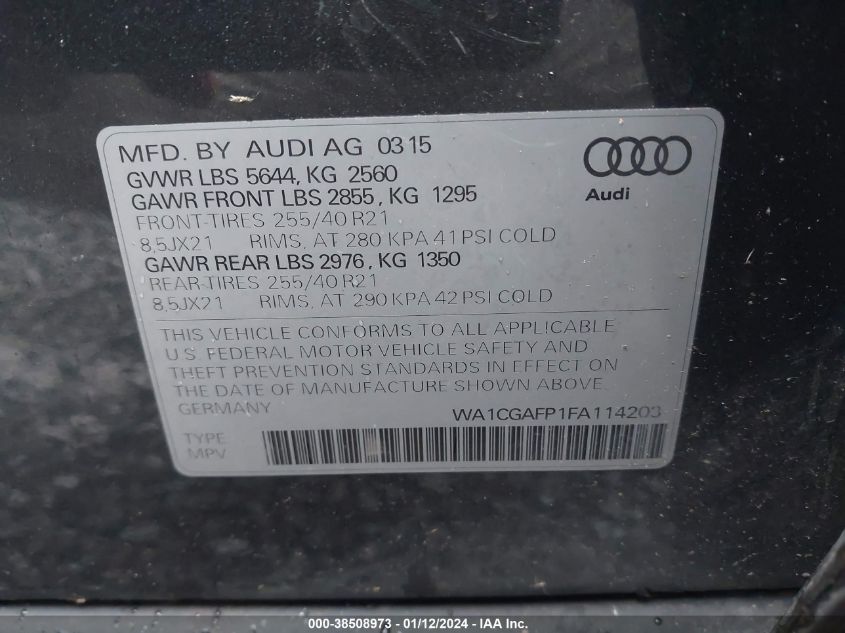 MFD. BY AUDI AG 03 15
GVWR LBS 5644, KG 2560
GAWR FRONT LBS 2855, KG 1295
FRONT-TIRES 255/40 R21
8,5JX21 RIMS, AT 280 KPA 41 PSI COLD
GAWR REAR LBS 2976, KG 1350
REAR-TIRES 255/40 R21
8,5JX21 RIMS, AT 290 KPA 42 PSI COLD
Audi
THIS VEHICLE CONFORMS TO ALL APPLICABLE
U.S. FEDERAL MOTOR VEHICLE SAFETY AND
THEFT PREVENTION STANDARDS IN EFFECT ON
THE DATE OF MANUFACTURE SHOWN ABOVE.
GERMANY WA1CGAFP1FA114203
TYPE
MPV
000-38508973 - 01/12/2024 - IAAI.COM